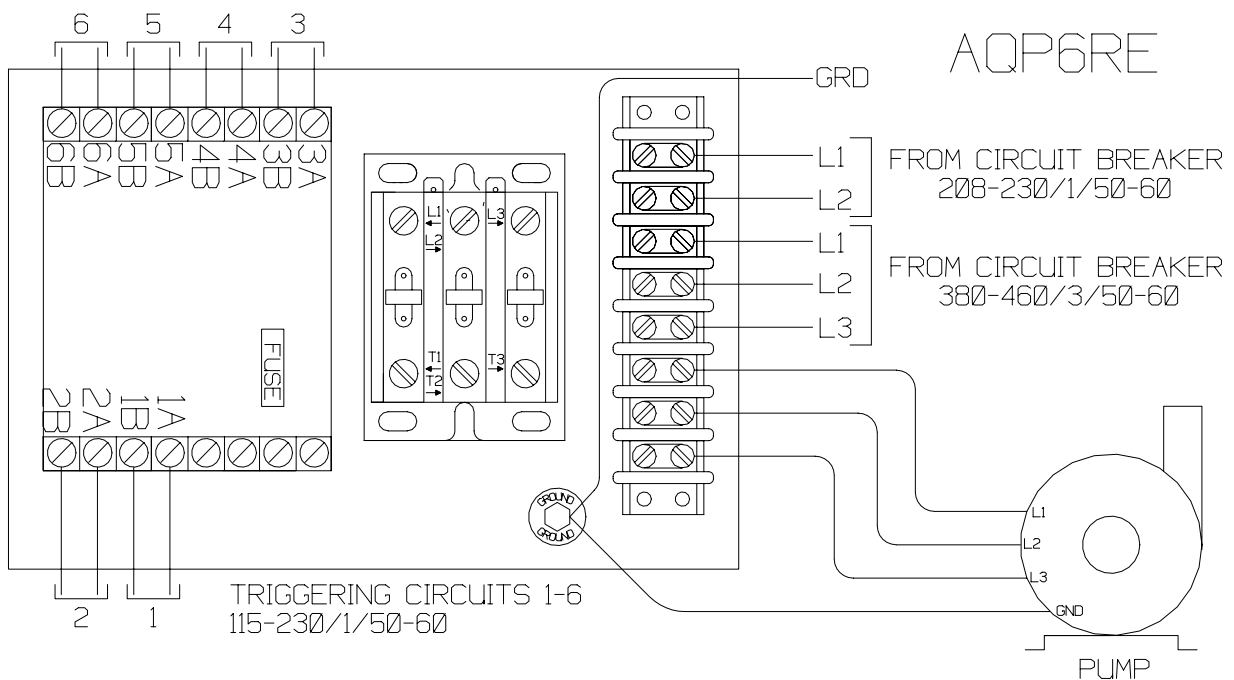 6 5 4 3
AQP6RE
GRD
6B 6A 5B 5A 4B 4A 3B 3A
L1
L2
FROM CIRCUIT BREAKER
208-230/1/50-60
L1
L2
L3
FROM CIRCUIT BREAKER
380-460/3/50-60
L1 L3
L2
T1 T3
T2
FUSE
2B 2A 1B 1A
GROUND
GROUND
L1
L2
L3
GND
2 1
TRIGGERING CIRCUITS 1-6
115-230/1/50-60
PUMP